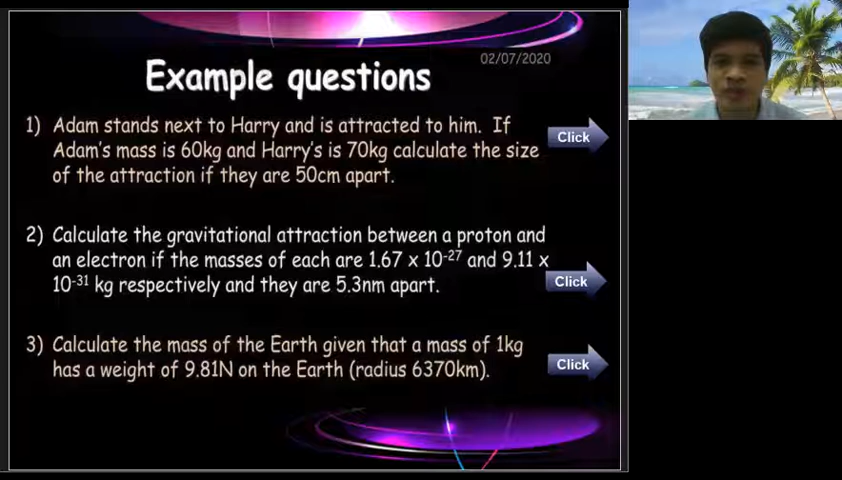 02/07/2020
Example questions
1) Adam stands next to Harry and is attracted to him. If
Adam's mass is 60kg and Harry's is 70kg calculate the size
of the attraction if they are 50cm apart.
Click
2) Calculate the gravitational attraction between a proton and
an electron if the masses of each are 1.67 x 10⁻²⁷ and 9.11 x
10⁻³¹ kg respectively and they are 5.3nm apart.
Click
3) Calculate the mass of the Earth given that a mass of 1kg
has a weight of 9.81N on the Earth (radius 6370km).
Click